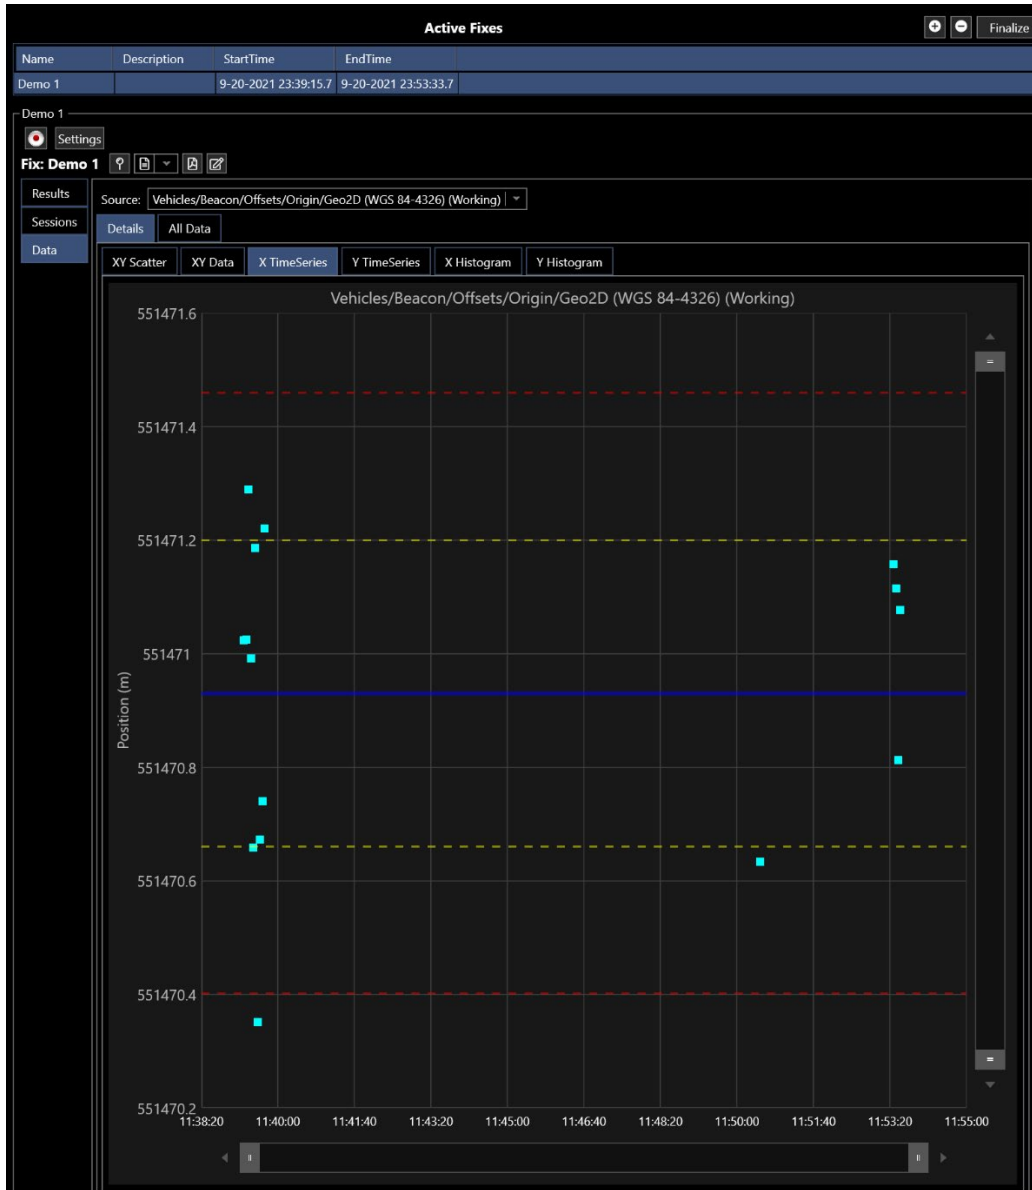 Active Fixes
Finalize
Name Description StartTime EndTime
Demo 1 9-20-2021 23:39:15.7 9-20-2021 23:53:33.7
Demo 1
Settings
Fix: Demo 1
Results
Sessions
Data
Source: Vehicles/Beacon/Offsets/Origin/Geo2D (WGS 84-4326) (Working)
Details All Data
XY Scatter XY Data X TimeSeries Y TimeSeries X Histogram Y Histogram
Vehicles/Beacon/Offsets/Origin/Geo2D (WGS 84-4326) (Working)
Position (m)
551471.6
551471.4
551471.2
551471
551470.8
551470.6
551470.4
551470.2
11:38:20 11:40:00 11:41:40 11:43:20 11:45:00 11:46:40 11:48:20 11:50:00 11:51:40 11:53:20 11:55:00